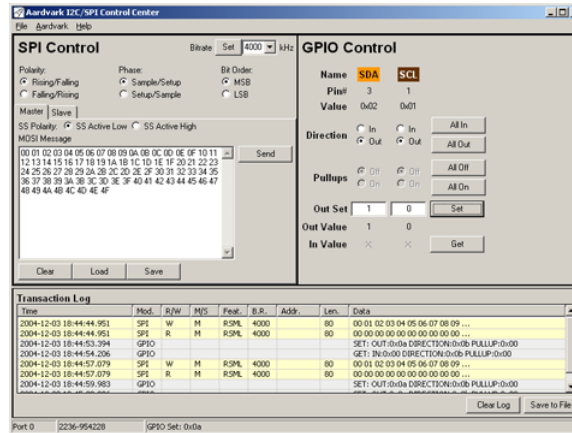 Aardvark I2C/SPI Control Center
File Aardvark Help
SPI Control
Bitrate Set 4000 kHz
Polarity: Phase: Bit Order:
Rising/Falling Sample/Setup MSB
Falling/Rising Setup/Sample LSB
Master Slave
SS Polarity: SS Active Low SS Active High
MOSI Message
00 01 02 03 04 05 06 07 08 09 0A 0B 0C 0D 0E 0F 10 11
12 13 14 15 16 17 18 19 1A 1B 1C 1D 1E 1F 20 21 22 23
24 25 26 27 28 29 2A 2B 2C 2D 2E 2F 30 31 32 33 34 35
36 37 38 39 3A 3B 3C 3D 3E 3F 40 41 42 43 44 45 46 47
48 49 4A 4B 4C 4D 4E 4F
Send
Clear Load Save
GPIO Control
Name SDA SCL
Pin# 3 1
Value 0x02 0x01
Direction In In All In
Out Out All Out
Pullups Off Off All Off
On On All On
Out Set 1 0 Set
Out Value 1 0
In Value X X Get
Transaction Log
Time Mod. R/W M/S Feat. B.R. Addr. Len. Data
2004-12-03 18:44:44.951 SPI W M RSML 4000 80 00 01 02 03 04 05 06 07 08 09 ...
2004-12-03 18:44:44.951 SPI R M RSML 4000 80 00 00 00 00 00 00 00 00 00 00 ...
2004-12-03 18:44:53.394 GPIO SET: OUT:0x0a DIRECTION:0x0b PULLUP:0x00
2004-12-03 18:44:54.206 GPIO GET: IN:0x00 DIRECTION:0x0b PULLUP:0x00
2004-12-03 18:44:57.079 SPI W M RSML 4000 80 00 01 02 03 04 05 06 07 08 09 ...
2004-12-03 18:44:57.079 SPI R M RSML 4000 80 00 00 00 00 00 00 00 00 00 00 ...
2004-12-03 18:44:59.983 GPIO SET: OUT:0x0a DIRECTION:0x0b PULLUP:0x00
Clear Log Save to File
Port 0 2236-954228 GPIO Set: 0x0a